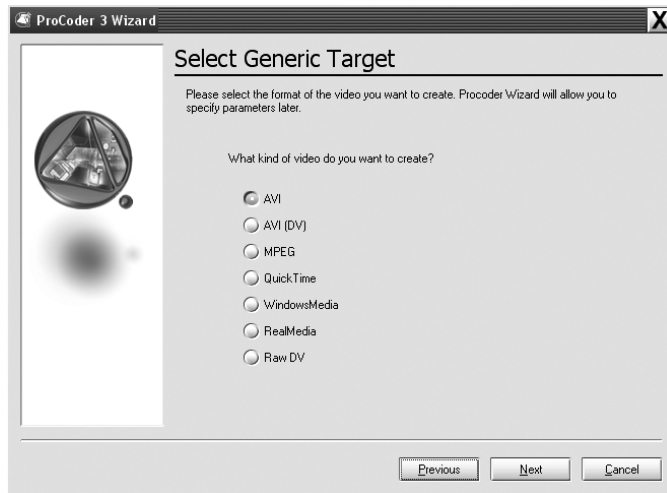 ProCoder 3 Wizard
Select Generic Target
Please select the format of the video you want to create. Procoder Wizard will allow you to
specify parameters later.
What kind of video do you want to create?
AVI
AVI (DV)
MPEG
QuickTime
WindowsMedia
RealMedia
Raw DV
Previous Next Cancel